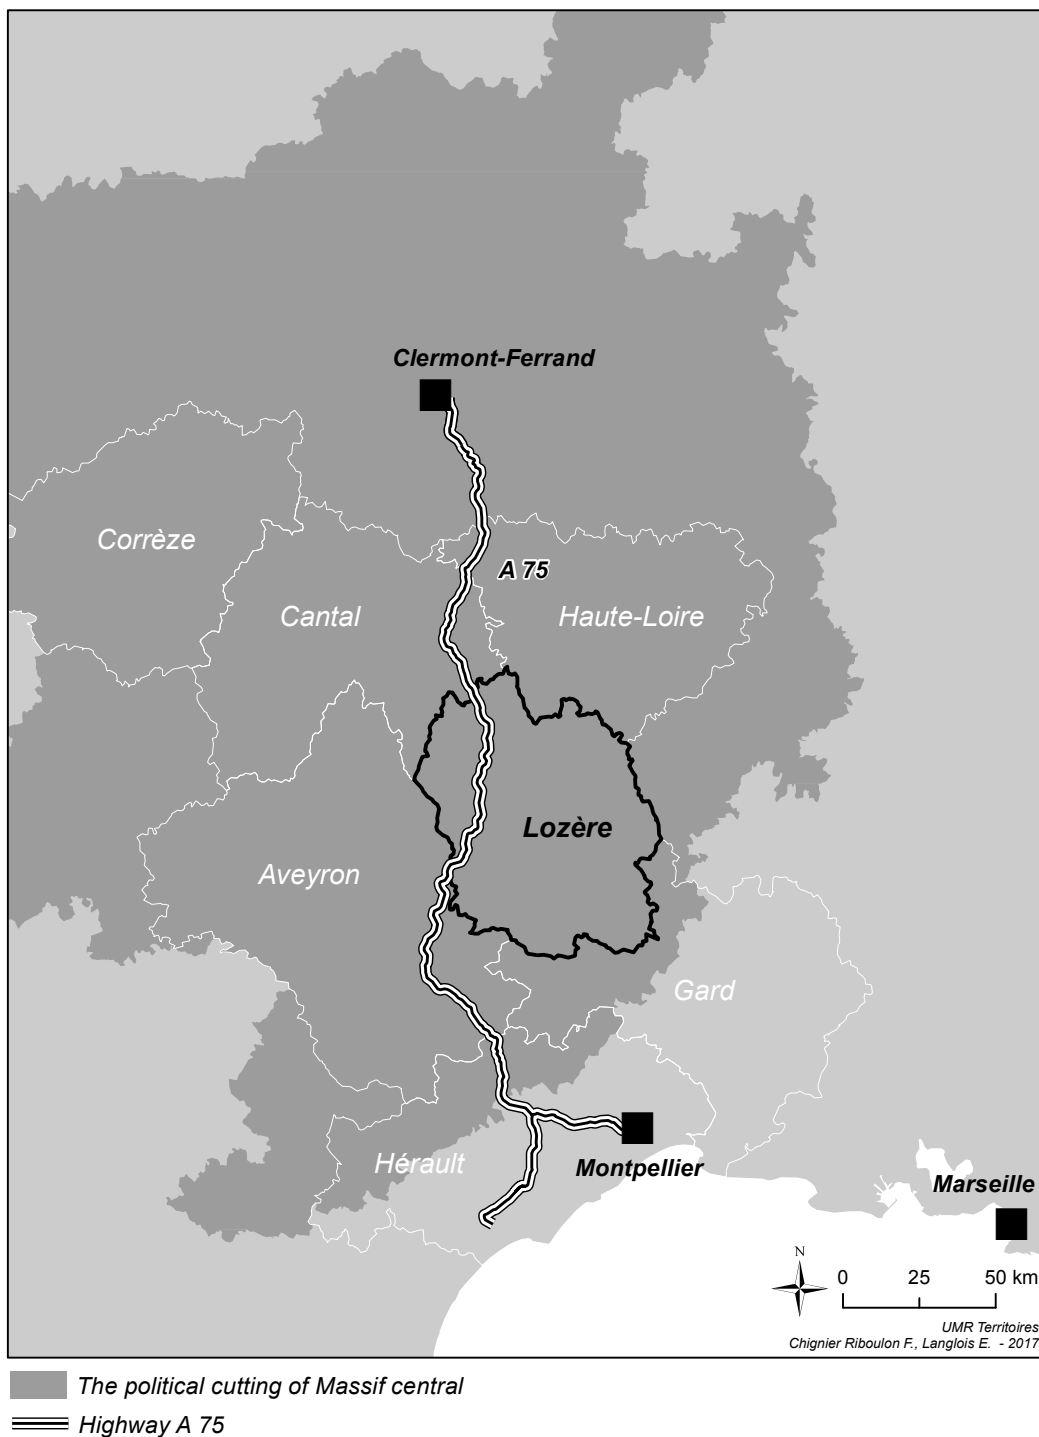 Clermont-Ferrand
Corrèze
A 75
Cantal
Haute-Loire
Lozère
Aveyron
Gard
Hérault
Montpellier
Marseille
N
0 25 50 km
UMR Territoires
Chignier Riboulon F., Langlois E. - 2017
The political cutting of Massif central
Highway A 75